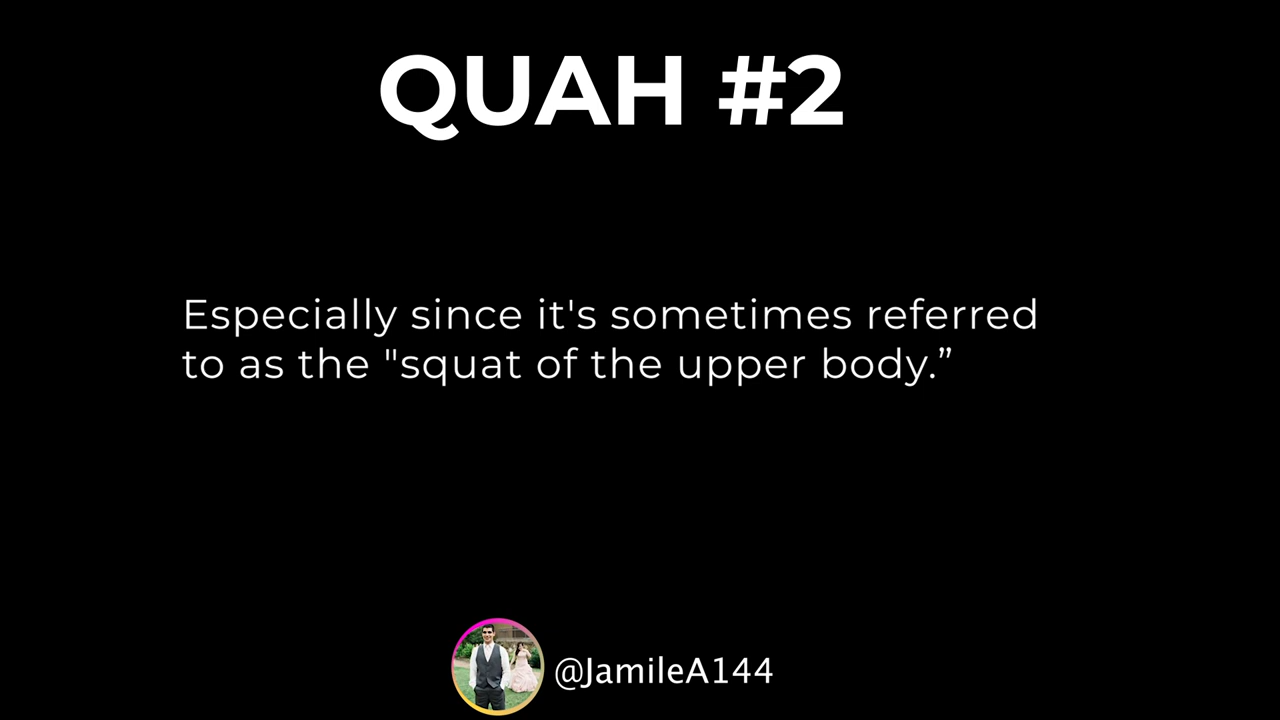 QUAH #2
Especially since it's sometimes referred
to as the "squat of the upper body.”
@JamileA144